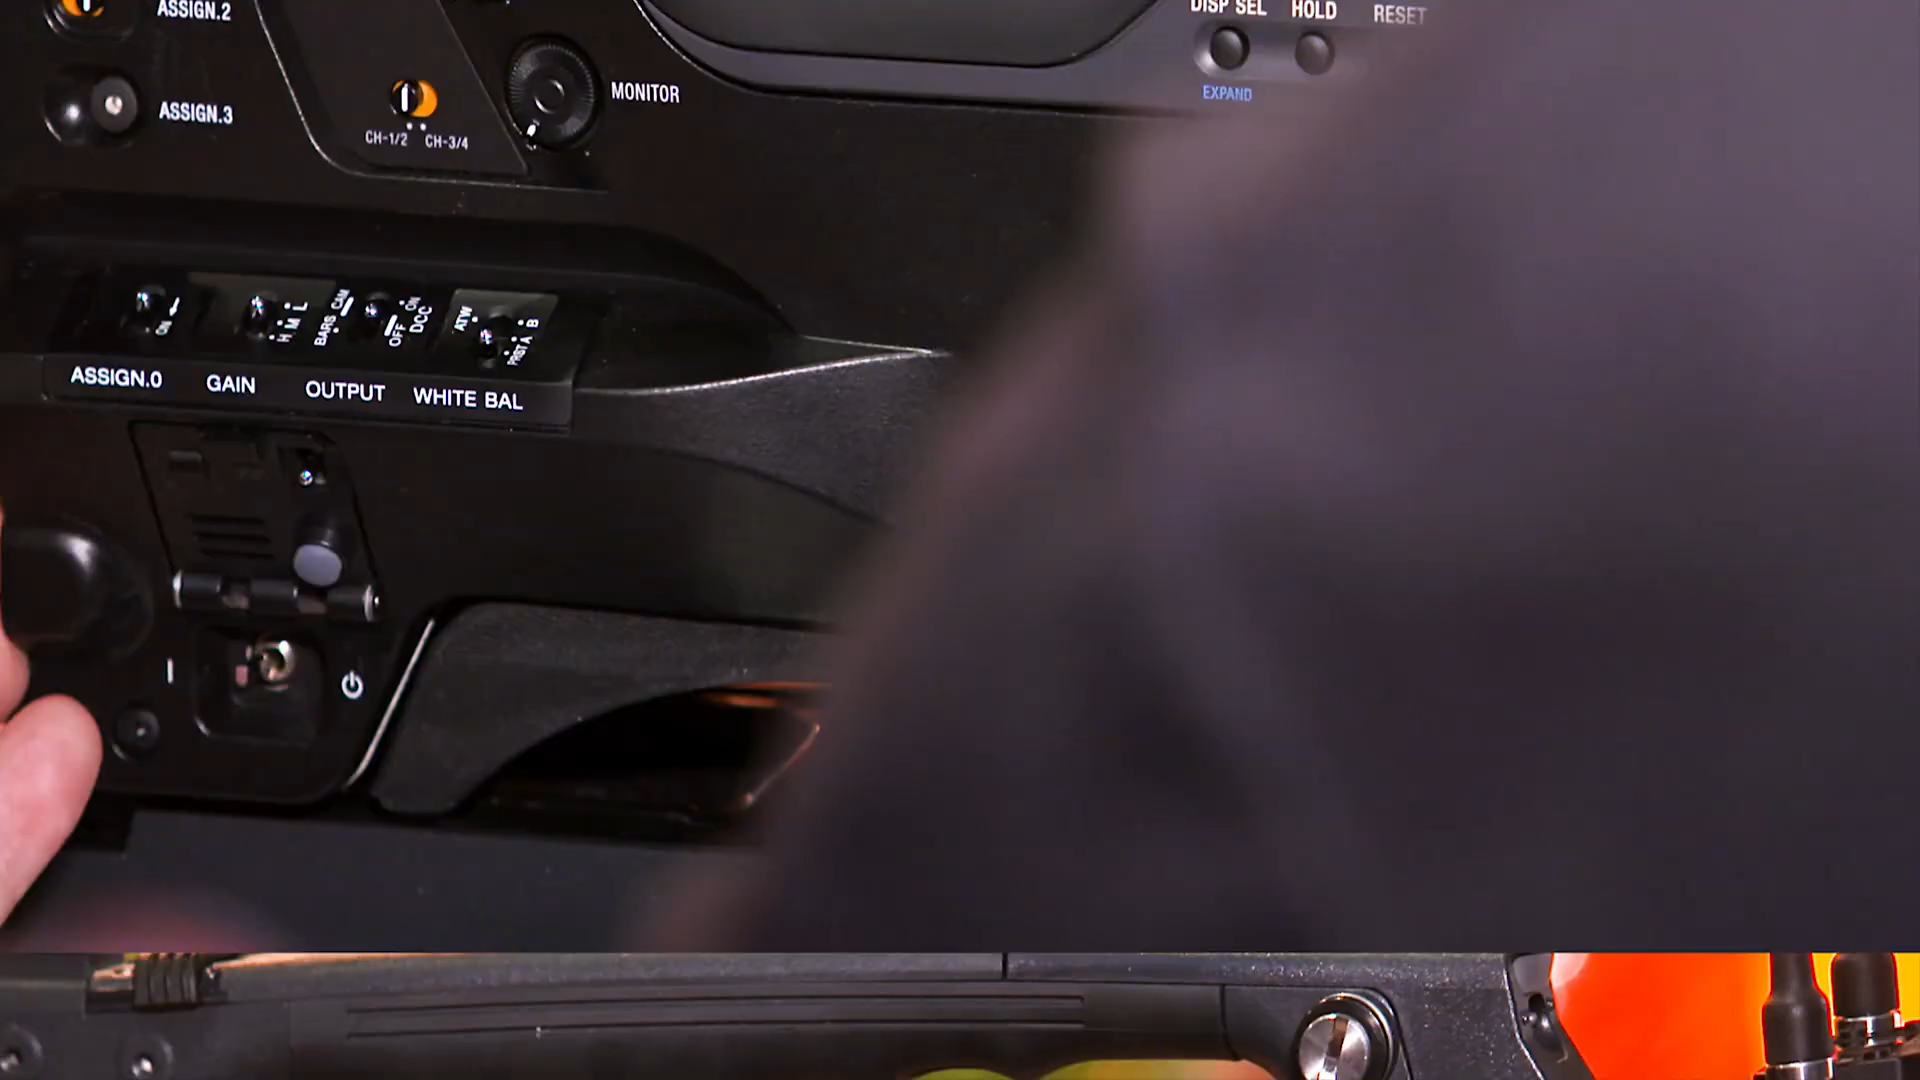 DISP SEL HOLD RESET
ASSIGN.2
EXPAND
MONITOR
ASSIGN.3
CH-1/2 CH-3/4
ON
H M L
BARS CAM
OFF ON
DCC
ATW
PRST A B
ASSIGN.0 GAIN OUTPUT WHITE BAL